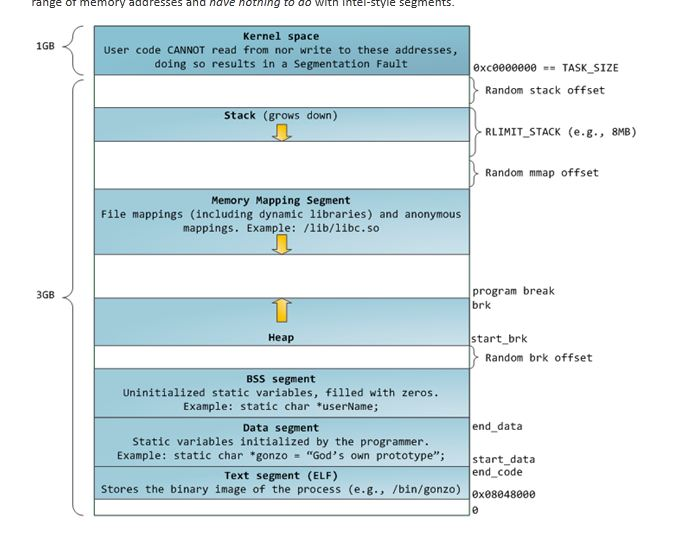 range of memory addresses and have nothing to do with Intel-style segments.
1GB
Kernel space
User code CANNOT read from nor write to these addresses,
doing so results in a Segmentation Fault
0xc0000000 == TASK_SIZE
Random stack offset
Stack (grows down)
RLIMIT_STACK (e.g., 8MB)
Random mmap offset
Memory Mapping Segment
File mappings (including dynamic libraries) and anonymous
mappings. Example: /lib/libc.so
3GB
program break
brk
Heap
start_brk
Random brk offset
BSS segment
Uninitialized static variables, filled with zeros.
Example: static char *userName;
Data segment
Static variables initialized by the programmer.
Example: static char *gonzo = “God’s own prototype”;
end_data
start_data
end_code
Text segment (ELF)
Stores the binary image of the process (e.g., /bin/gonzo)
0x08048000
0